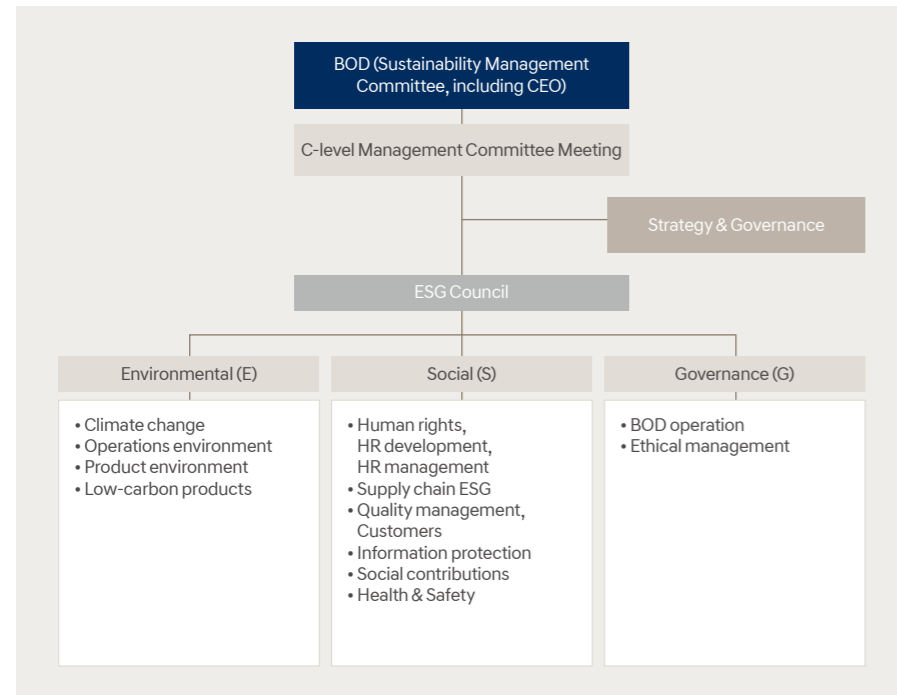 BOD (Sustainability Management
Committee, including CEO)
C-level Management Committee Meeting
Strategy & Governance
ESG Council
Environmental (E)
• Climate change
• Operations environment
• Product environment
• Low-carbon products
Social (S)
• Human rights,
HR development,
HR management
• Supply chain ESG
• Quality management,
Customers
• Information protection
• Social contributions
• Health & Safety
Governance (G)
• BOD operation
• Ethical management